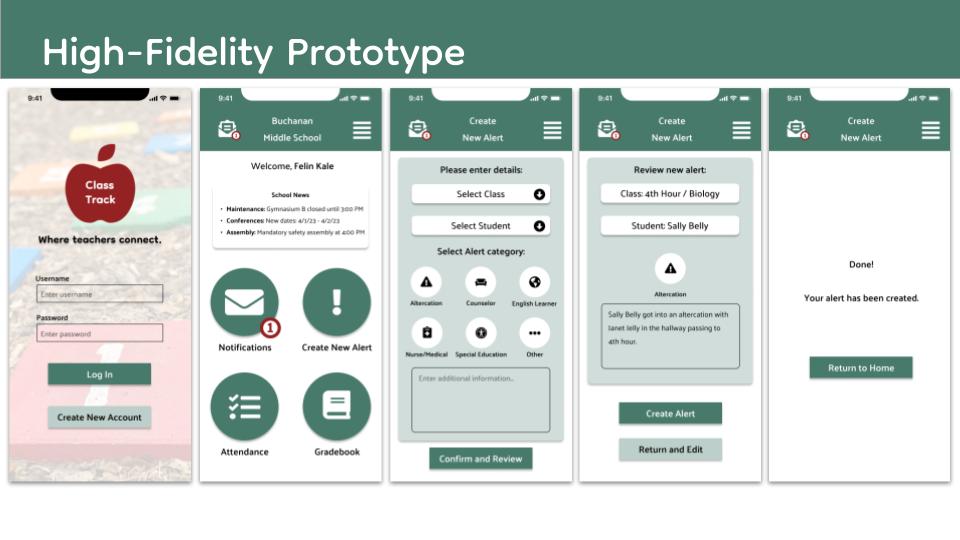 High-Fidelity Prototype
9:41
Class
Track
Where teachers connect.
Username
Enter username
Password
Enter password
Log In
Create New Account
9:41
1
Buchanan
Middle School
Welcome, Felin Kale
School News
• Maintenance: Gymnasium B closed until 3:00 PM
• Conferences: New dates: 4/1/23 - 4/2/23
• Assembly: Mandatory safety assembly at 4:00 PM
1
Notifications
Create New Alert
Attendance
Gradebook
9:41
1
Create
New Alert
Please enter details:
Select Class
Select Student
Select Alert category:
Altercation
Counselor
English Learner
Nurse/Medical
Special Education
Other
Enter additional information..
Confirm and Review
9:41
1
Create
New Alert
Review new alert:
Class: 4th Hour / Biology
Student: Sally Belly
Altercation
Sally Belly got into an altercation with
Janet Jelly in the hallway passing to
4th hour.
Create Alert
Return and Edit
9:41
1
Create
New Alert
Done!
Your alert has been created.
Return to Home